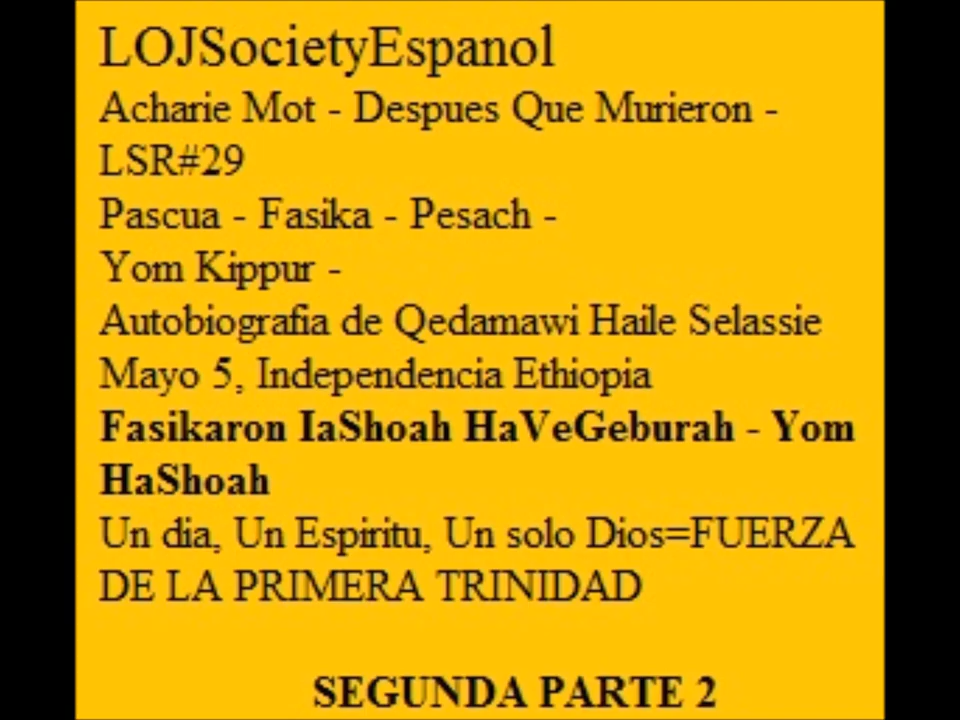 LOJSocietyEspanol
Acharie Mot - Despues Que Murieron -
LSR#29
Pascua - Fasika - Pesach -
Yom Kippur -
Autobiografia de Qedamawi Haile Selassie
Mayo 5, Independencia Ethiopia
Fasikaron IaShoah HaVeGeburah - Yom
HaShoah
Un dia, Un Espiritu, Un solo Dios=FUERZA
DE LA PRIMERA TRINIDAD
SEGUNDA PARTE 2